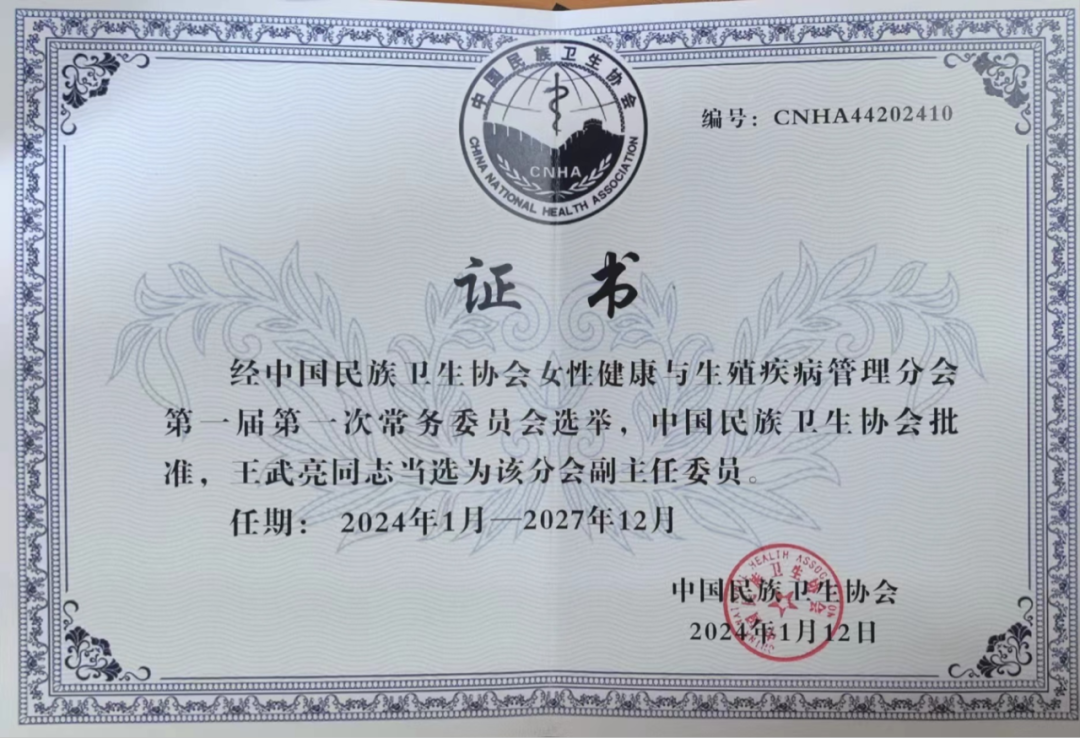 中国民族卫生协会
CNHA
CHINA NATIONAL HEALTH ASSOCIATION
编号：CNHA44202410
证书
经中国民族卫生协会女性健康与生殖疾病管理分会
第一届第一次常务委员会选举，中国民族卫生协会批
准，王武亮同志当选为该分会副主任委员。
任期： 2024年1月—2027年12月
中国民族卫生协会
2024年1月12日